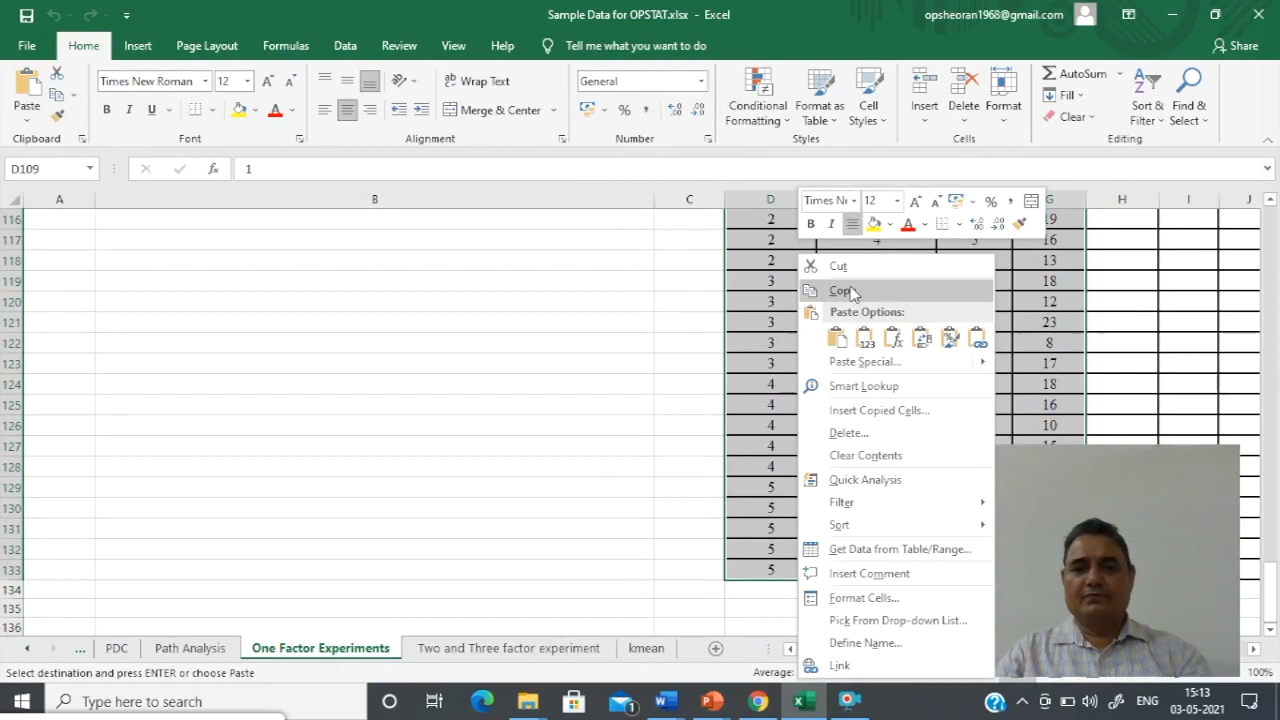 Sample Data for OPSTAT.xlsx - Excel
opsheoran1968@gmail.com
File Home Insert Page Layout Formulas Data Review View Help Tell me what you want to do Share
Times New Roman 12 General
Paste
B I U
Wrap Text
Merge & Center
% ,
Conditional Formatting
Format as Table
Cell Styles
Insert Delete Format
AutoSum
Fill
Clear
Sort & Filter
Find & Select
Clipboard Font Alignment Number Styles Cells Editing
D109 fx 1
A B C D G H I J
Times Ne 12 % ,
B I
116 2 19
117 2 4 16
118 2 13
119 3 18
120 3 12
121 3 23
122 3 8
123 3 17
124 4 18
125 4 16
126 4 10
127 4
128 4
129 5
130 5
131 5
132 5
133 5
134
135
136
Cut
Copy
Paste Options:
123
Paste Special...
Smart Lookup
Insert Copied Cells...
Delete...
Clear Contents
Quick Analysis
Filter
Sort
Get Data from Table/Range...
Insert Comment
Format Cells...
Pick From Drop-down List...
Define Name...
Link
... PDC Path Analysis One Factor Experiments Two and Three factor experiment kmean
Select destination and press ENTER or choose Paste Average: 100%
Type here to search
1
ENG
15:13
03-05-2021